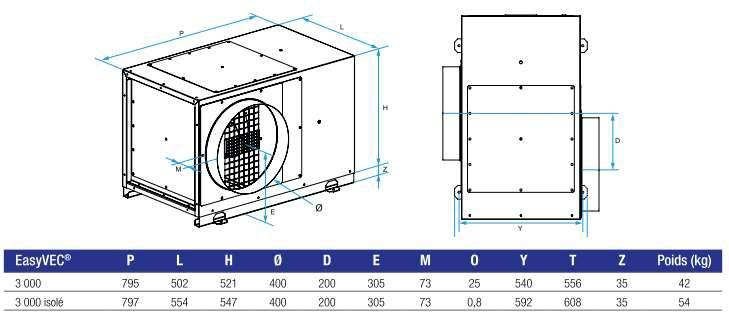 P
L
H
M
Z
E
Ø
D
Y
EasyVEC® P L H Ø D E M O Y T Z Poids (kg)
3 000 795 502 521 400 200 305 73 25 540 556 35 42
3 000 isolé 797 554 547 400 200 305 73 0,8 592 608 35 54